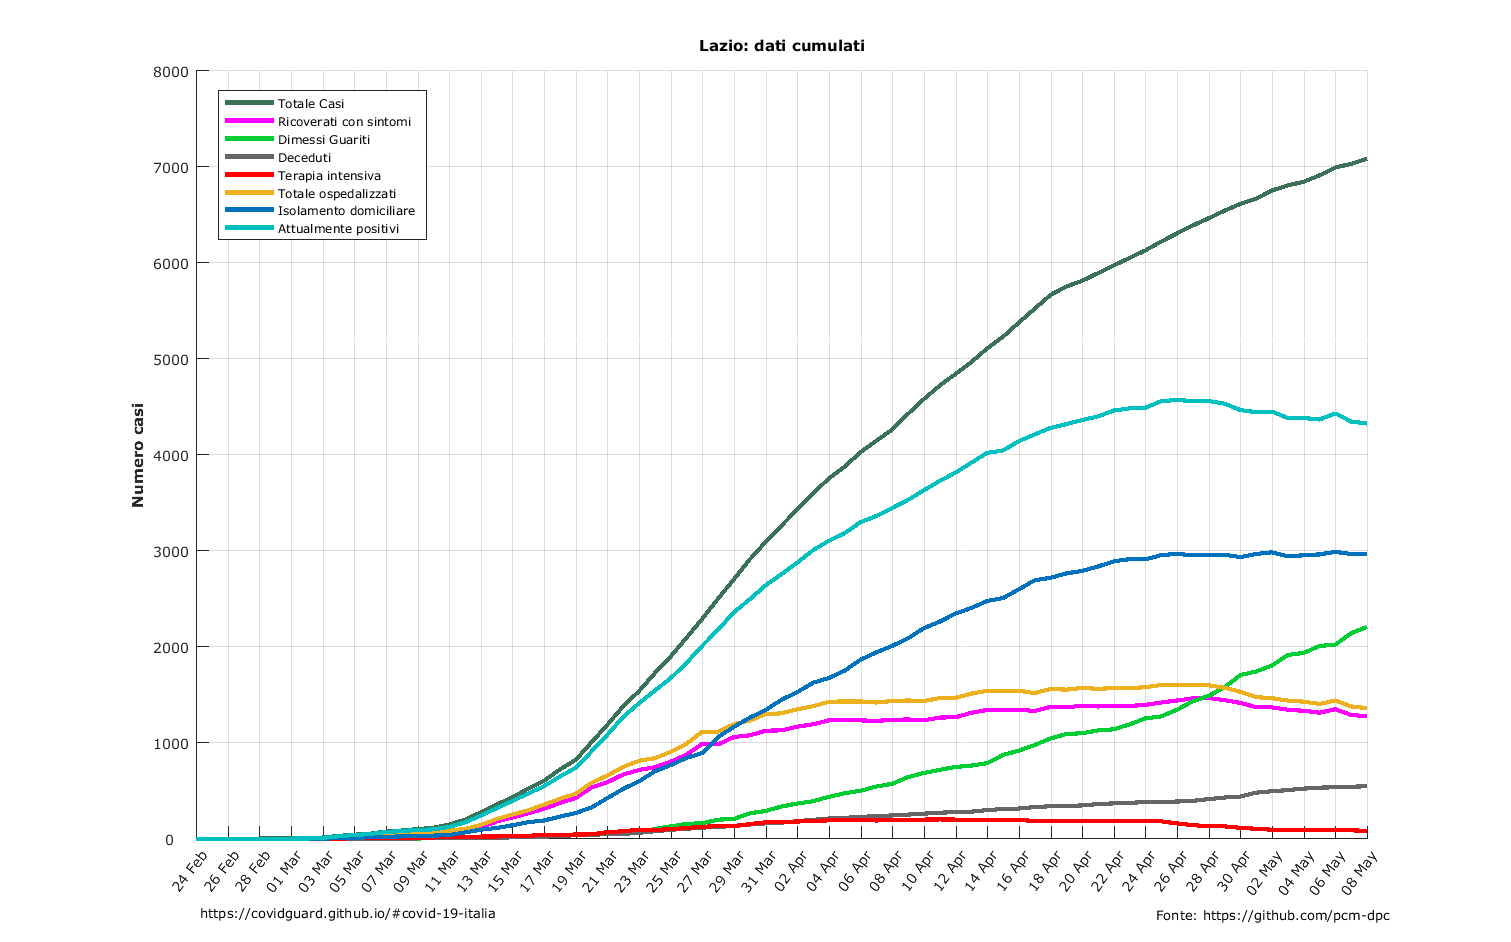 Lazio: dati cumulati
8000
7000
6000
5000
4000
3000
2000
1000
0
Numero casi
Totale Casi
Ricoverati con sintomi
Dimessi Guariti
Deceduti
Terapia intensiva
Totale ospedalizzati
Isolamento domiciliare
Attualmente positivi
24 Feb
26 Feb
28 Feb
01 Mar
03 Mar
05 Mar
07 Mar
09 Mar
11 Mar
13 Mar
15 Mar
17 Mar
19 Mar
21 Mar
23 Mar
25 Mar
27 Mar
29 Mar
31 Mar
02 Apr
04 Apr
06 Apr
08 Apr
10 Apr
12 Apr
14 Apr
16 Apr
18 Apr
20 Apr
22 Apr
24 Apr
26 Apr
28 Apr
30 Apr
02 May
04 May
06 May
08 May
https://covidguard.github.io/#covid-19-italia
Fonte: https://github.com/pcm-dpc